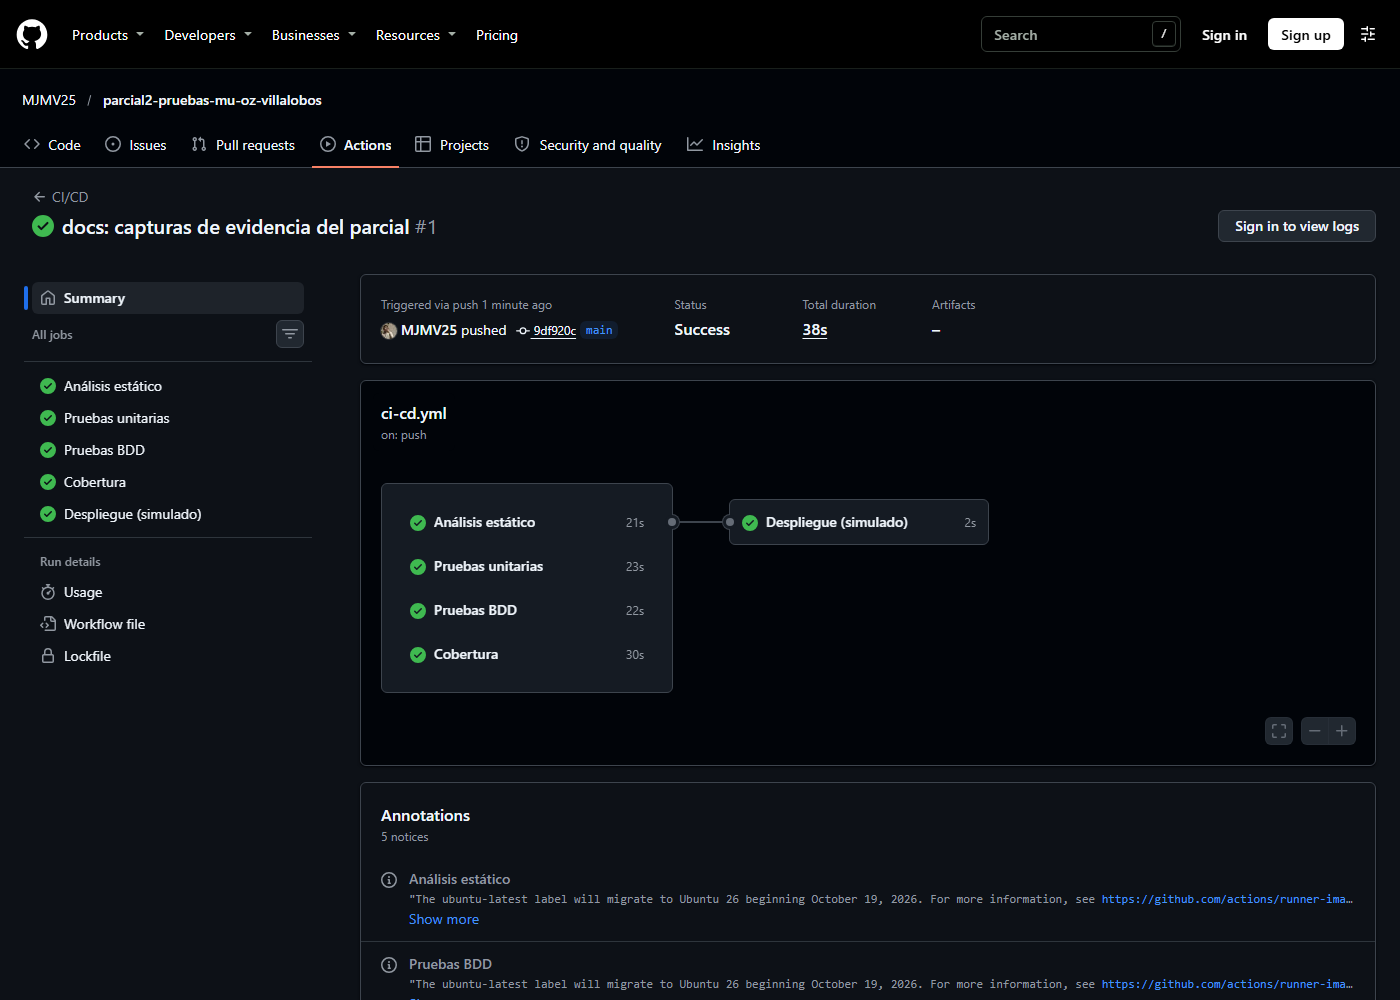 Products Developers Businesses Resources Pricing Search / Sign in Sign up
MJMV25 / parcial2-pruebas-mu-oz-villalobos
Code Issues Pull requests Actions Projects Security and quality Insights
CI/CD
docs: capturas de evidencia del parcial #1
Sign in to view logs
Summary
All jobs
Análisis estático
Pruebas unitarias
Pruebas BDD
Cobertura
Despliegue (simulado)
Run details
Usage
Workflow file
Lockfile
Triggered via push 1 minute ago
MJMV25 pushed 9df920c main
Status
Success
Total duration
38s
Artifacts
–
ci-cd.yml
on: push
Análisis estático 21s
Pruebas unitarias 23s
Pruebas BDD 22s
Cobertura 30s
Despliegue (simulado) 2s
Annotations
5 notices
Análisis estático
"The ubuntu-latest label will migrate to Ubuntu 26 beginning October 19, 2026. For more information, see https://github.com/actions/runner-ima…
Show more
Pruebas BDD
"The ubuntu-latest label will migrate to Ubuntu 26 beginning October 19, 2026. For more information, see https://github.com/actions/runner-ima…